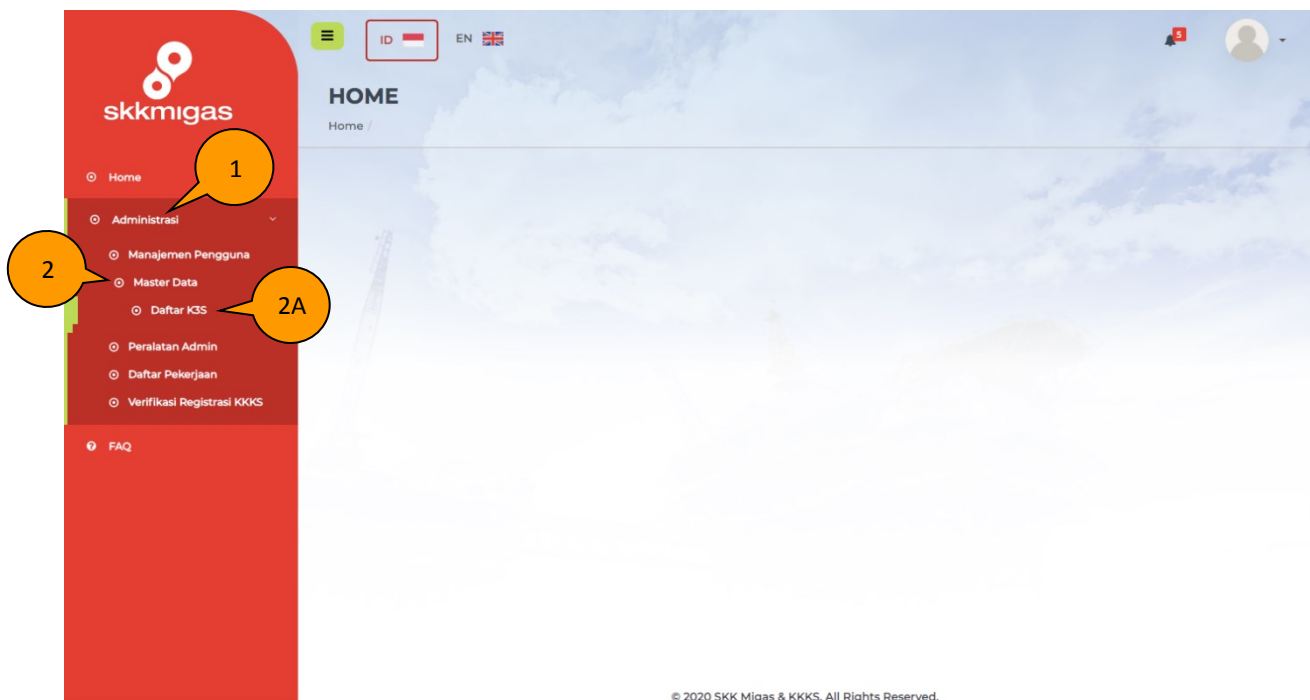 skkmigas
ID
EN
5
HOME
Home /
Home
1
Administrasi
Manajemen Pengguna
2
Master Data
Daftar K3S
2A
Peralatan Admin
Daftar Pekerjaan
Verifikasi Registrasi KKKS
FAQ
© 2020 SKK Migas & KKKS. All Rights Reserved.